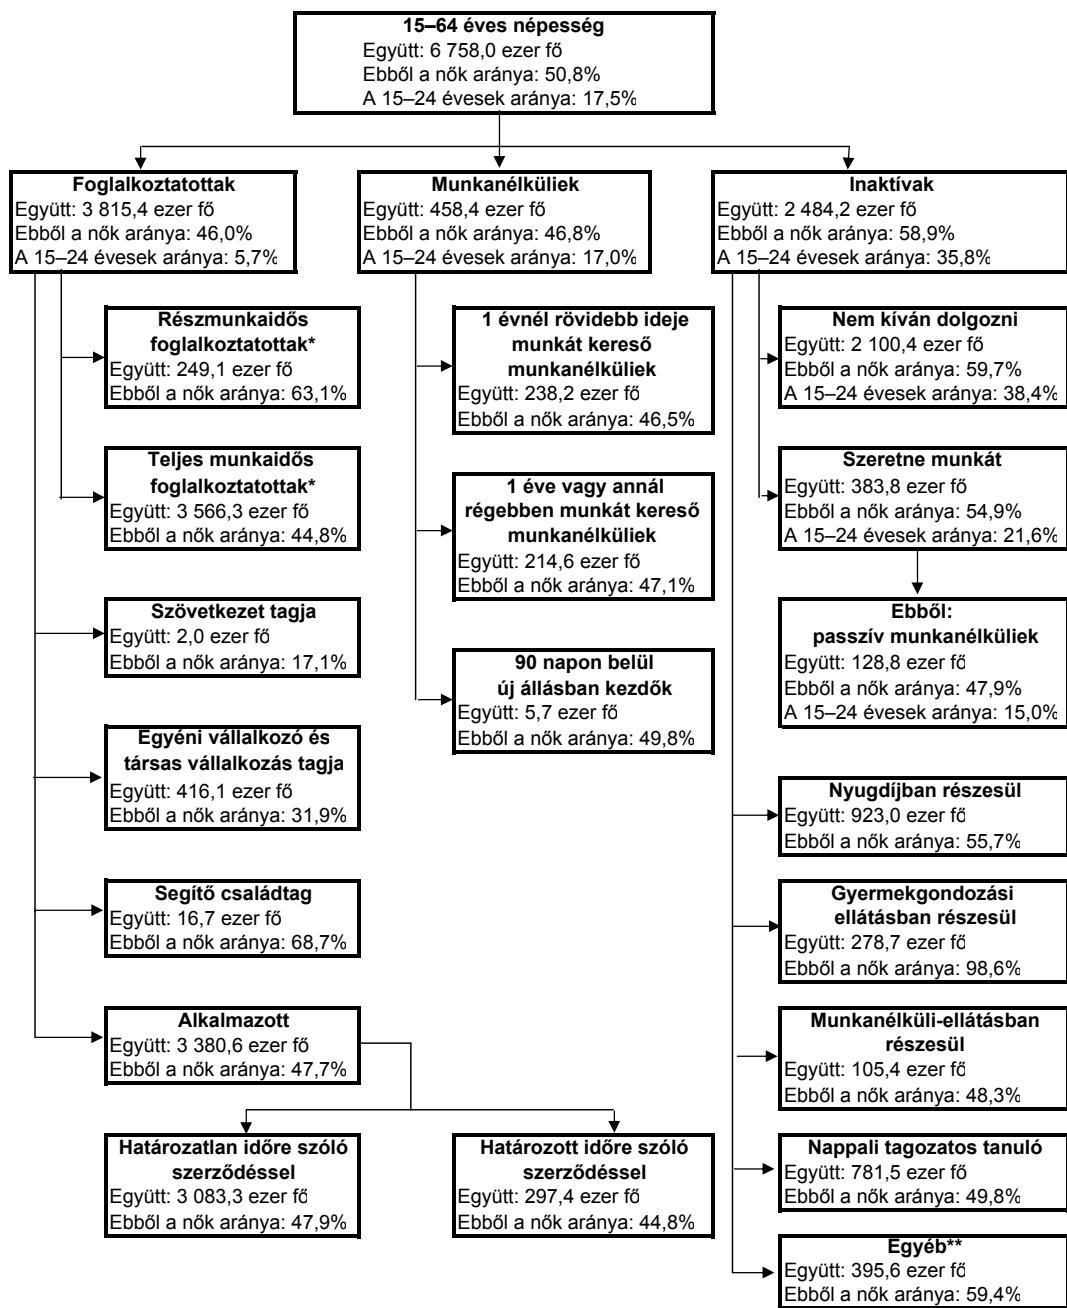 15–64 éves népesség
Együtt: 6 758,0 ezer fő
Ebből a nők aránya: 50,8%
A 15–24 évesek aránya: 17,5%
Foglalkoztatottak
Együtt: 3 815,4 ezer fő
Ebből a nők aránya: 46,0%
A 15–24 évesek aránya: 5,7%
Munkanélküliek
Együtt: 458,4 ezer fő
Ebből a nők aránya: 46,8%
A 15–24 évesek aránya: 17,0%
Inaktívak
Együtt: 2 484,2 ezer fő
Ebből a nők aránya: 58,9%
A 15–24 évesek aránya: 35,8%
Részmunkaidős
foglalkoztatottak*
Együtt: 249,1 ezer fő
Ebből a nők aránya: 63,1%
Teljes munkaidős
foglalkoztatottak*
Együtt: 3 566,3 ezer fő
Ebből a nők aránya: 44,8%
Szövetkezet tagja
Együtt: 2,0 ezer fő
Ebből a nők aránya: 17,1%
Egyéni vállalkozó és
társas vállalkozás tagja
Együtt: 416,1 ezer fő
Ebből a nők aránya: 31,9%
Segítő családtag
Együtt: 16,7 ezer fő
Ebből a nők aránya: 68,7%
Alkalmazott
Együtt: 3 380,6 ezer fő
Ebből a nők aránya: 47,7%
Határozatlan időre szóló
szerződéssel
Együtt: 3 083,3 ezer fő
Ebből a nők aránya: 47,9%
Határozott időre szóló
szerződéssel
Együtt: 297,4 ezer fő
Ebből a nők aránya: 44,8%
1 évnél rövidebb ideje
munkát kereső
munkanélküliek
Együtt: 238,2 ezer fő
Ebből a nők aránya: 46,5%
1 éve vagy annál
régebben munkát kereső
munkanélküliek
Együtt: 214,6 ezer fő
Ebből a nők aránya: 47,1%
90 napon belül
új állásban kezdők
Együtt: 5,7 ezer fő
Ebből a nők aránya: 49,8%
Nem kíván dolgozni
Együtt: 2 100,4 ezer fő
Ebből a nők aránya: 59,7%
A 15–24 évesek aránya: 38,4%
Szeretne munkát
Együtt: 383,8 ezer fő
Ebből a nők aránya: 54,9%
A 15–24 évesek aránya: 21,6%
Ebből:
passzív munkanélküliek
Együtt: 128,8 ezer fő
Ebből a nők aránya: 47,9%
A 15–24 évesek aránya: 15,0%
Nyugdíjban részesül
Együtt: 923,0 ezer fő
Ebből a nők aránya: 55,7%
Gyermekgondozási
ellátásban részesül
Együtt: 278,7 ezer fő
Ebből a nők aránya: 98,6%
Munkanélküli-ellátásban
részesül
Együtt: 105,4 ezer fő
Ebből a nők aránya: 48,3%
Nappali tagozatos tanuló
Együtt: 781,5 ezer fő
Ebből a nők aránya: 49,8%
Egyéb**
Együtt: 395,6 ezer fő
Ebből a nők aránya: 59,4%